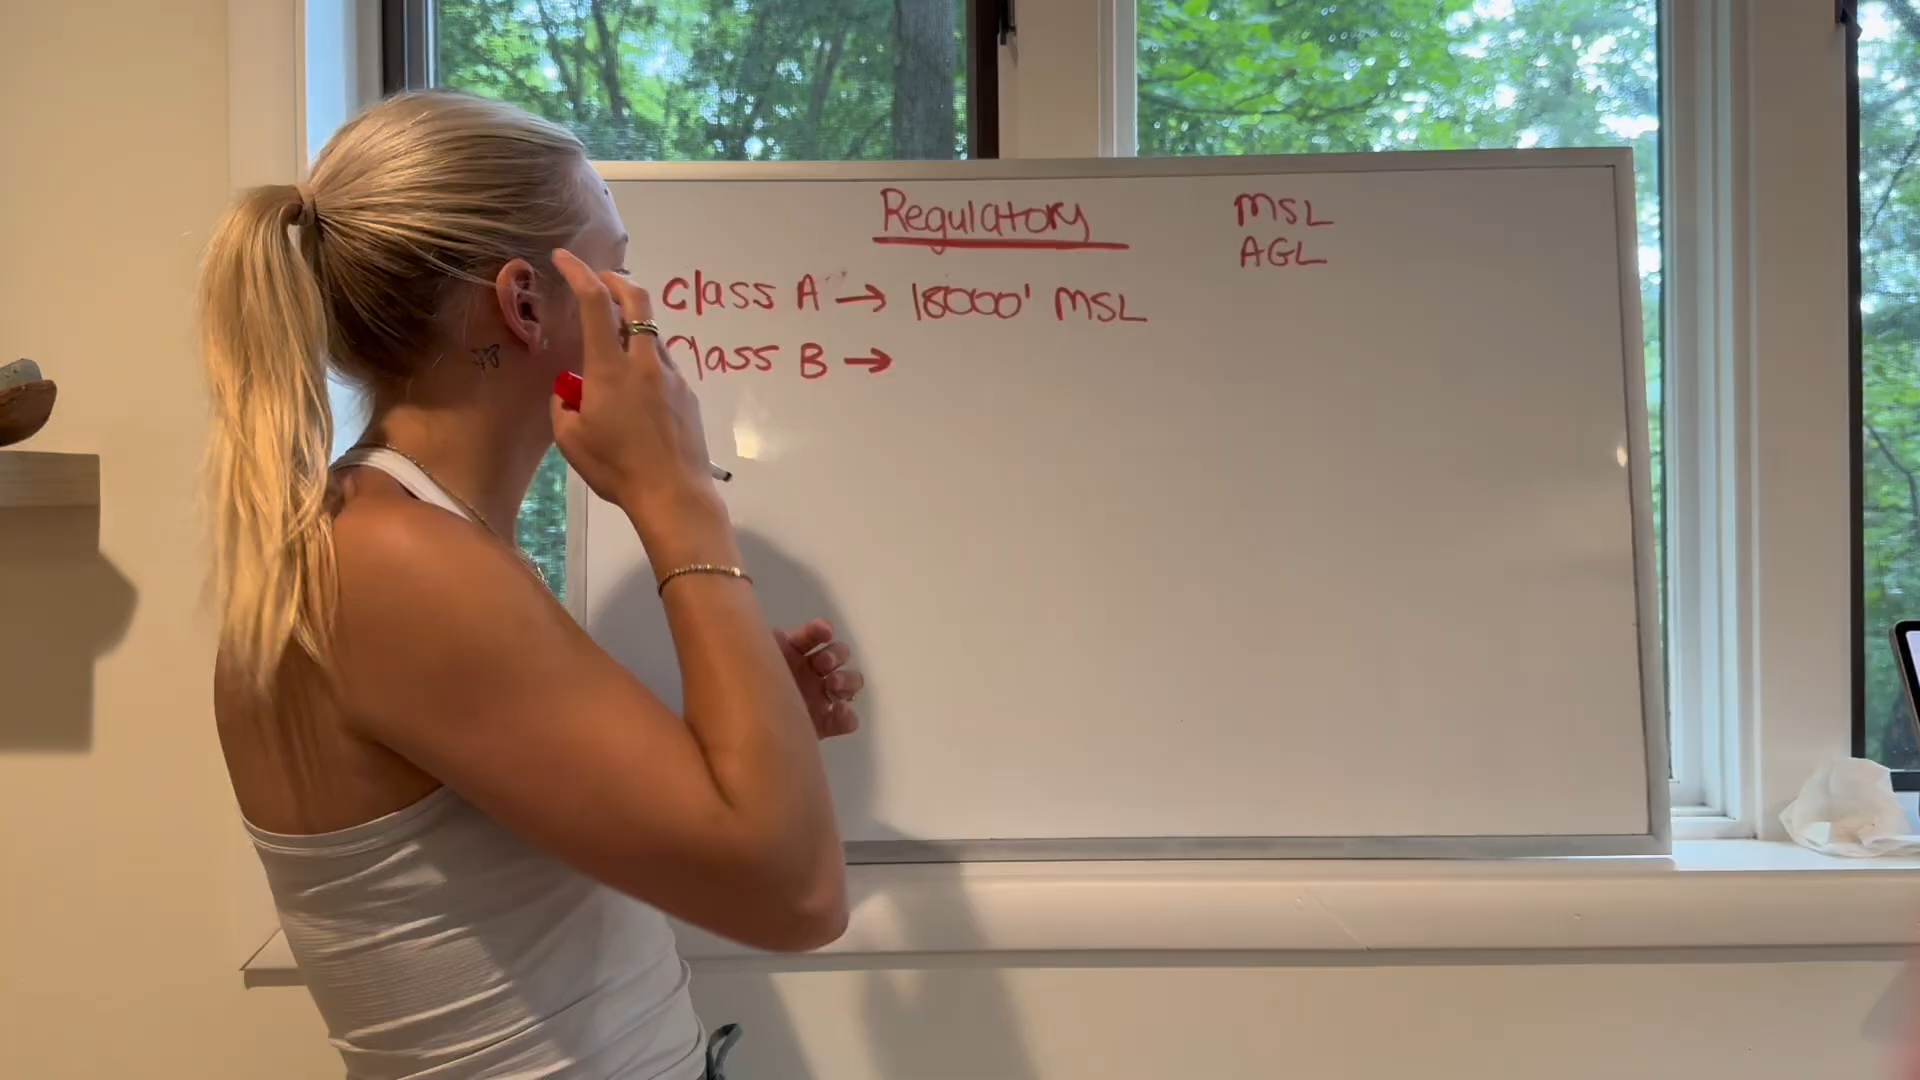 Regulatory
MSL
AGL
Class A → 18000' MSL
Class B →